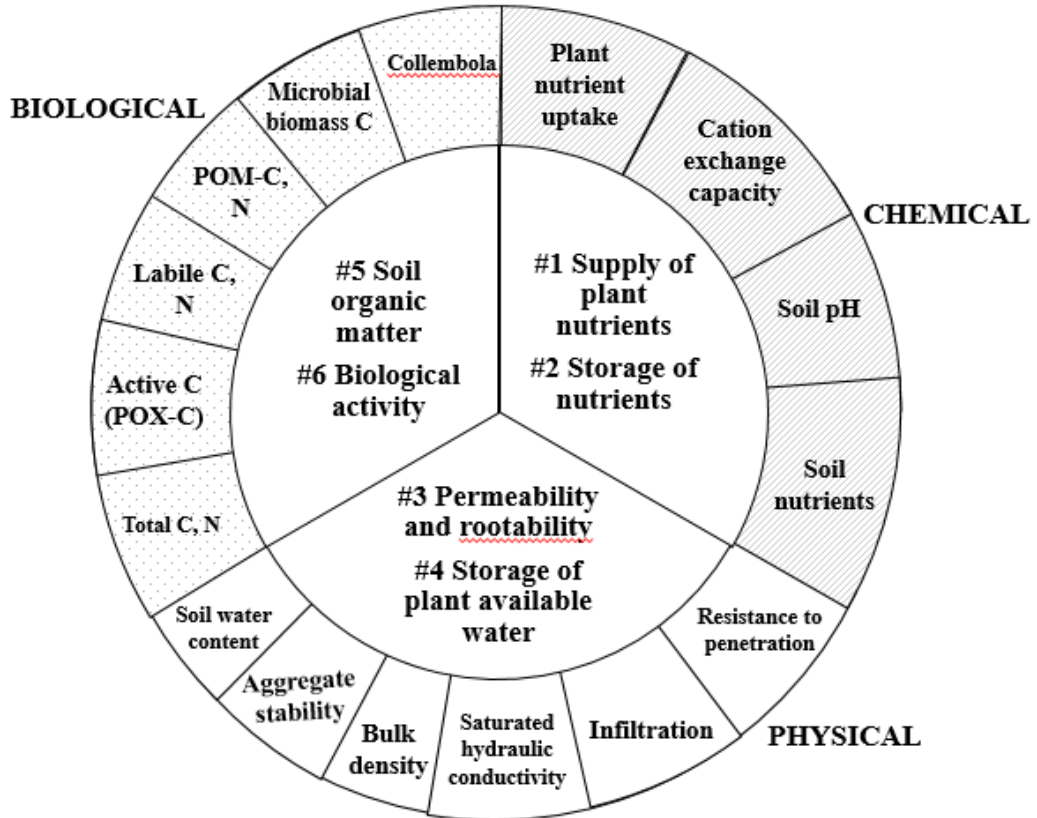 BIOLOGICAL
Collembola
Microbial
biomass C
POM-C,
N
Labile C,
N
Active C
(POX-C)
Total C, N
#5 Soil
organic
matter
#6 Biological
activity
CHEMICAL
Plant
nutrient
uptake
Cation
exchange
capacity
Soil pH
Soil
nutrients
#1 Supply of
plant
nutrients
#2 Storage of
nutrients
#3 Permeability
and rootability
#4 Storage of
plant available
water
PHYSICAL
Resistance to
penetration
Infiltration
Saturated
hydraulic
conductivity
Bulk
density
Aggregate
stability
Soil water
content